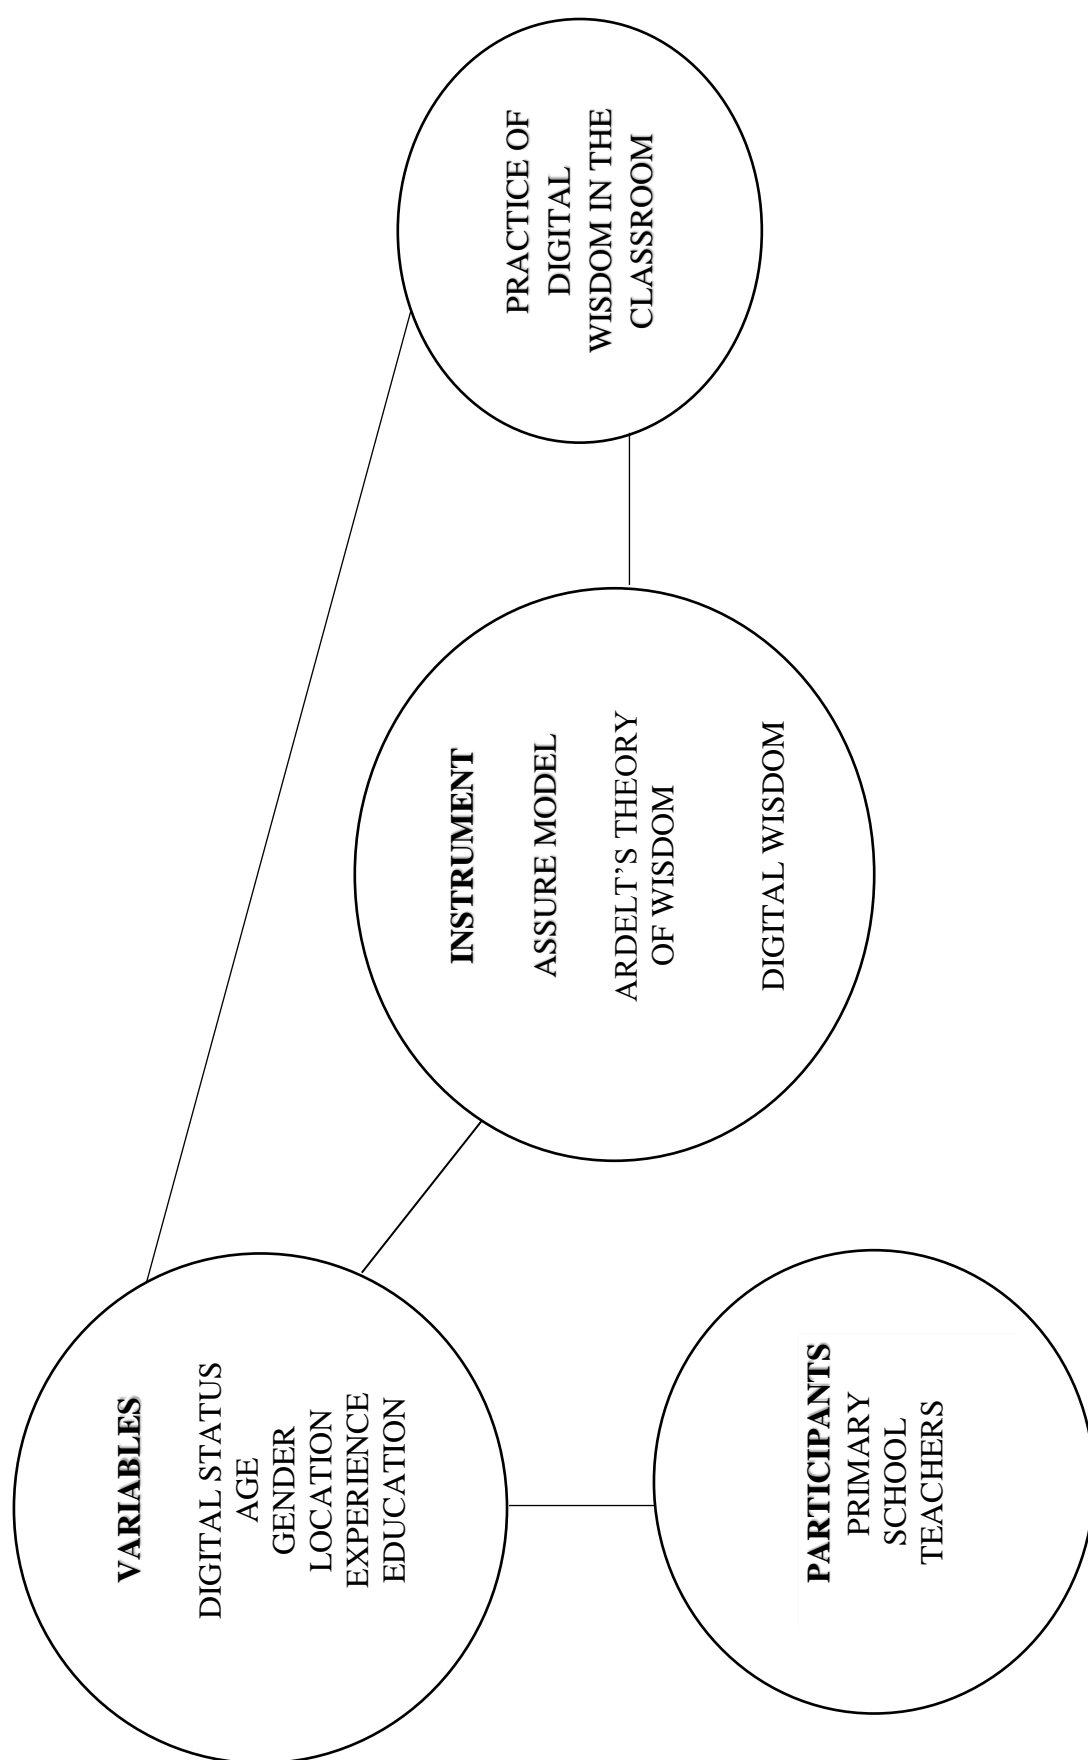 VARIABLES
DIGITAL STATUS
AGE
GENDER
LOCATION
EXPERIENCE
EDUCATION
PARTICIPANTS
PRIMARY
SCHOOL
TEACHERS
INSTRUMENT
ASSURE MODEL
ARDELT’S THEORY
OF WISDOM
DIGITAL WISDOM
PRACTICE OF
DIGITAL
WISDOM IN THE
CLASSROOM